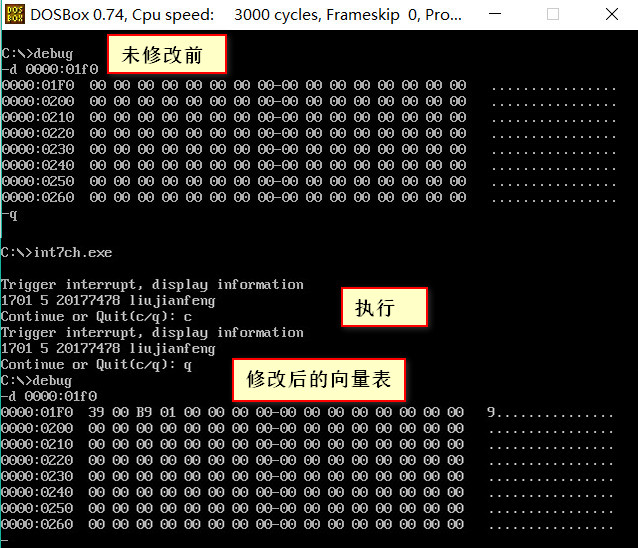 DOSBox 0.74, Cpu speed: 3000 cycles, Frameskip 0, Pro...
C:\>debug
未修改前
-d 0000:01f0
0000:01F0 00 00 00 00 00 00 00 00-00 00 00 00 00 00 00 00 ................
0000:0200 00 00 00 00 00 00 00 00-00 00 00 00 00 00 00 00 ................
0000:0210 00 00 00 00 00 00 00 00-00 00 00 00 00 00 00 00 ................
0000:0220 00 00 00 00 00 00 00 00-00 00 00 00 00 00 00 00 ................
0000:0230 00 00 00 00 00 00 00 00-00 00 00 00 00 00 00 00 ................
0000:0240 00 00 00 00 00 00 00 00-00 00 00 00 00 00 00 00 ................
0000:0250 00 00 00 00 00 00 00 00-00 00 00 00 00 00 00 00 ................
0000:0260 00 00 00 00 00 00 00 00-00 00 00 00 00 00 00 00 ................
-q
C:\>int7ch.exe
Trigger interrupt, display information
1701 5 20177478 liujianfeng
执行
Continue or Quit(c/q): c
Trigger interrupt, display information
1701 5 20177478 liujianfeng
Continue or Quit(c/q): q
修改后的向量表
C:\>debug
-d 0000:01f0
0000:01F0 39 00 B9 01 00 00 00 00-00 00 00 00 00 00 00 00 9...............
0000:0200 00 00 00 00 00 00 00 00-00 00 00 00 00 00 00 00 ................
0000:0210 00 00 00 00 00 00 00 00-00 00 00 00 00 00 00 00 ................
0000:0220 00 00 00 00 00 00 00 00-00 00 00 00 00 00 00 00 ................
0000:0230 00 00 00 00 00 00 00 00-00 00 00 00 00 00 00 00 ................
0000:0240 00 00 00 00 00 00 00 00-00 00 00 00 00 00 00 00 ................
0000:0250 00 00 00 00 00 00 00 00-00 00 00 00 00 00 00 00 ................
0000:0260 00 00 00 00 00 00 00 00-00 00 00 00 00 00 00 00 ................
-